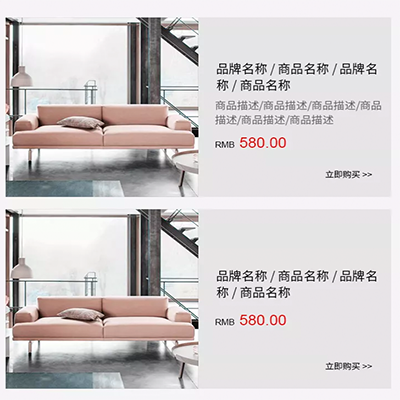 品牌名称 / 商品名称 / 品牌名
称 / 商品名称
商品描述/商品描述/商品描述/商品
描述/商品描述/商品描述
RMB 580.00
立即购买 >>
品牌名称 / 商品名称 / 品牌名
称 / 商品名称
RMB 580.00
立即购买 >>